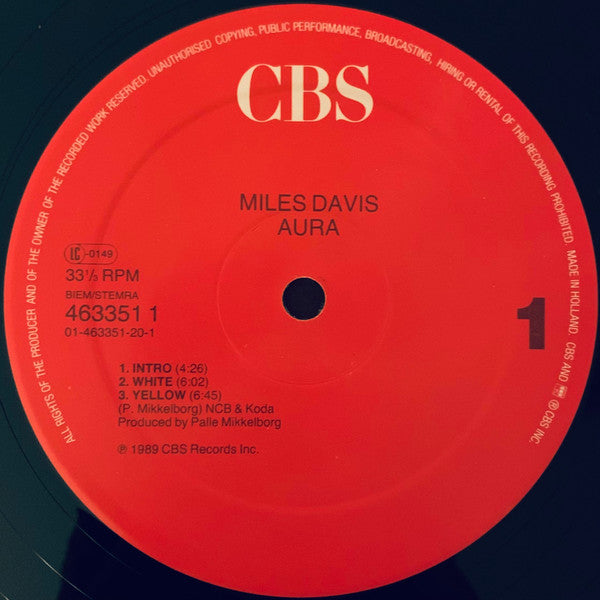 ALL RIGHTS OF THE PRODUCER AND OF THE OWNER OF THE RECORDED WORK RESERVED. UNAUTHORISED COPYING, PUBLIC PERFORMANCE, BROADCASTING, HIRING OR RENTAL OF THIS RECORDING PROHIBITED. MADE IN HOLLAND. CBS AND ℗ CBS INC.
CBS
MILES DAVIS
AURA
LC-0149
33⅓ RPM
BIEM/STEMRA
463351 1
01-463351-20-1
1
1. INTRO (4:26)
2. WHITE (6:02)
3. YELLOW (6:45)
(P. Mikkelborg) NCB & Koda
Produced by Palle Mikkelborg
℗ 1989 CBS Records Inc.